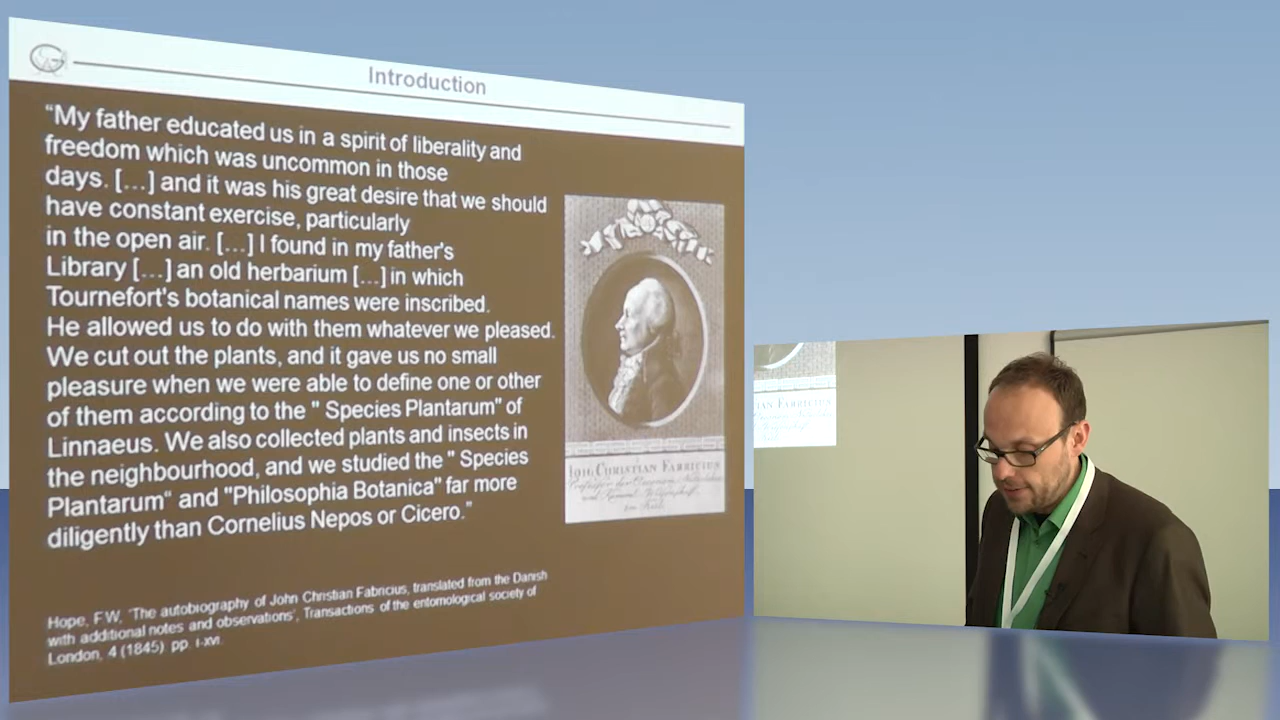 Introduction
“My father educated us in a spirit of liberality and
freedom which was uncommon in those
days. [...] and it was his great desire that we should
have constant exercise, particularly
in the open air. [...] I found in my father's
Library [...] an old herbarium [...] in which
Tournefort's botanical names were inscribed.
He allowed us to do with them whatever we pleased.
We cut out the plants, and it gave us no small
pleasure when we were able to define one or other
of them according to the " Species Plantarum" of
Linnaeus. We also collected plants and insects in
the neighbourhood, and we studied the " Species
Plantarum“ and "Philosophia Botanica" far more
diligently than Cornelius Nepos or Cicero.”
CHRISTIAN FABRICIUS
Hope, F.W, 'The autobiography of John Christian Fabricius, translated from the Danish
with additional notes and observations', Transactions of the entomological society of
London, 4 (1845) pp. I-XVI.